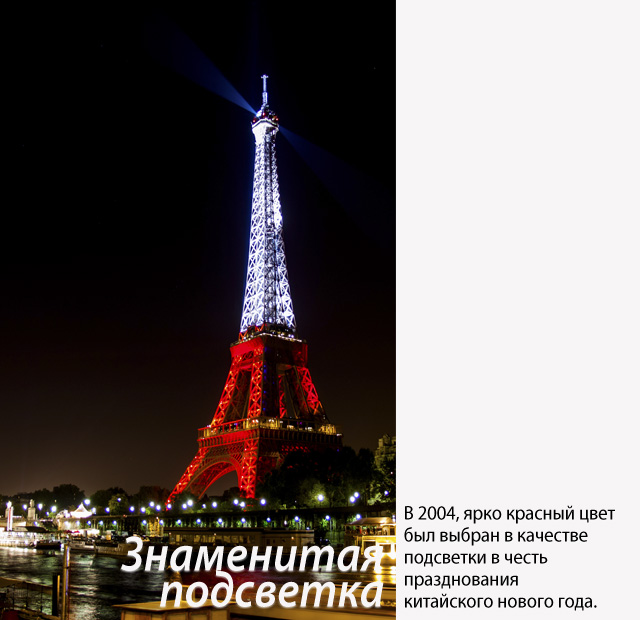 Знаменитая
подсветка
В 2004, ярко красный цвет
был выбран в качестве
подсветки в честь
празднования
китайского нового года.